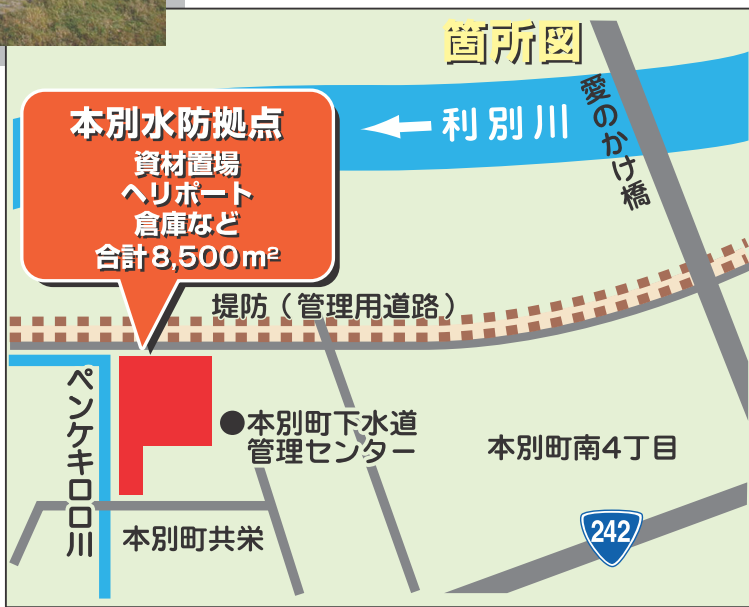 箇所図
本別水防拠点
資材置場
ヘリポート
倉庫など
合計8,500m²
利別川
愛のかけ橋
堤防（管理用道路）
ペンケキロロ川
●本別町下水道
管理センター
本別町南4丁目
本別町共栄
242